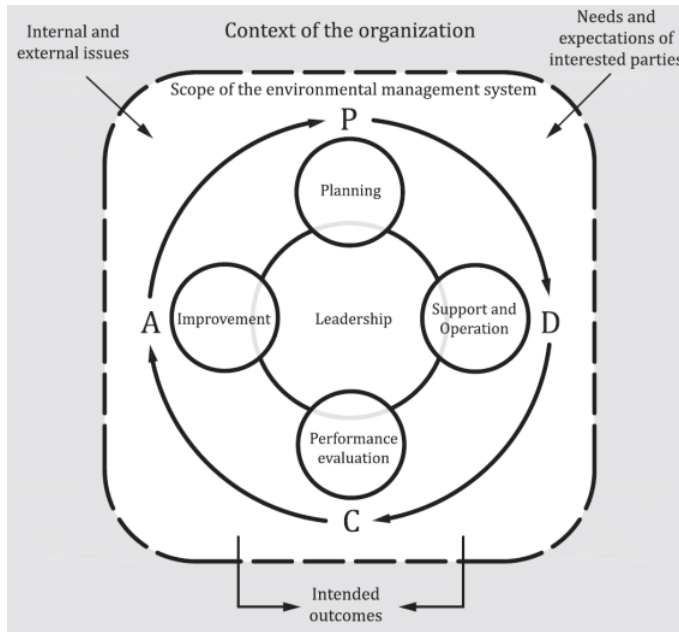 Internal and
external issues
Context of the organization
Needs and
expectations of
interested parties
Scope of the environmental management system
P
Planning
A
Improvement
Leadership
Support and
Operation
D
Performance
evaluation
C
Intended
outcomes